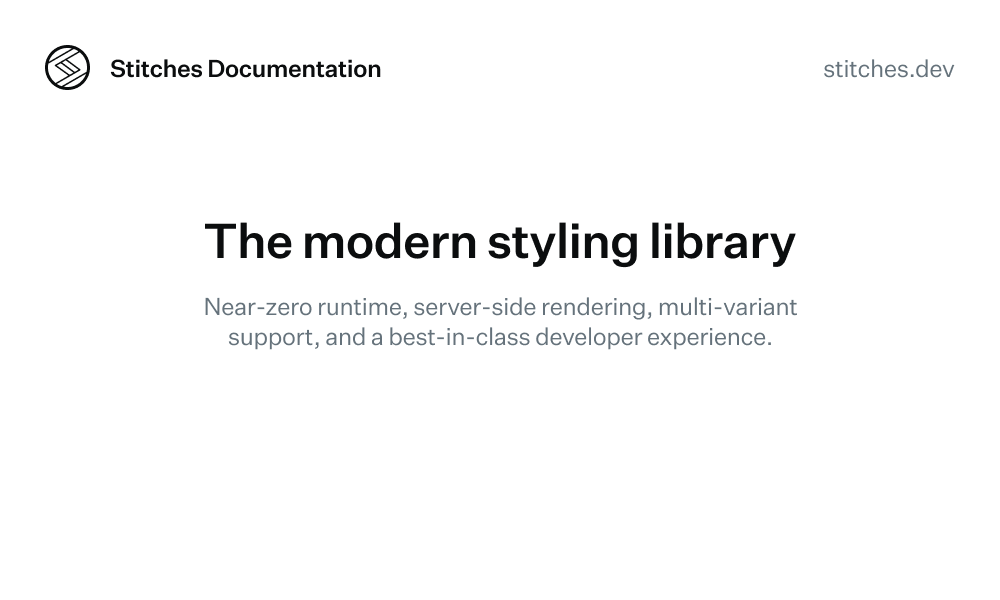 Stitches Documentation
stitches.dev
The modern styling library
Near-zero runtime, server-side rendering, multi-variant
support, and a best-in-class developer experience.